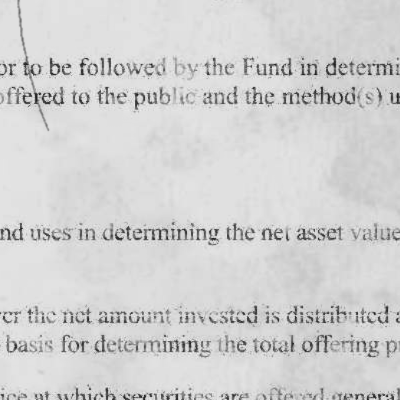 or to be followed by the Fund in determi
offered to the public and the method(s) u
nd uses in determining the net asset value
er the net amount invested is distributed a
basis for determining the total offering p
ice at which securities are offered general